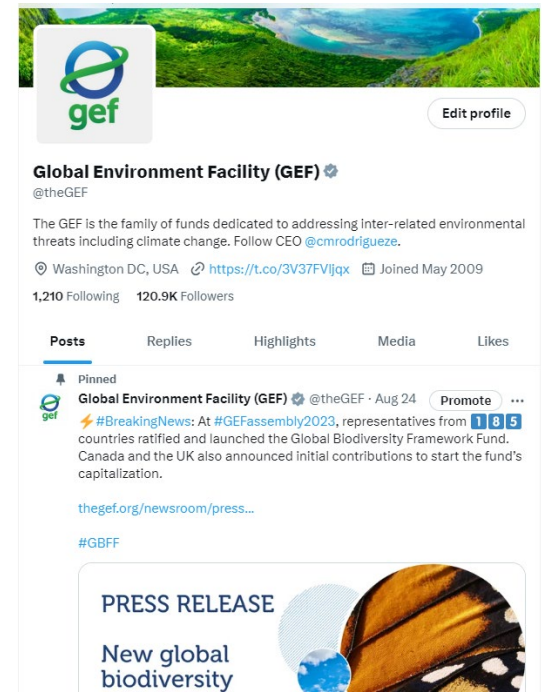 gef
Edit profile
Global Environment Facility (GEF)
@theGEF
The GEF is the family of funds dedicated to addressing inter-related environmental
threats including climate change. Follow CEO @cmrodrigueze.
Washington DC, USA https://t.co/3V37FVIjqx Joined May 2009
1,210 Following 120.9K Followers
Posts Replies Highlights Media Likes
Pinned
Global Environment Facility (GEF) @theGEF · Aug 24 Promote ...
gef
⚡#BreakingNews: At #GEFassembly2023, representatives from 1️⃣8️⃣5️⃣
countries ratified and launched the Global Biodiversity Framework Fund.
Canada and the UK also announced initial contributions to start the fund's
capitalization.
thegef.org/newsroom/press...
#GBFF
PRESS RELEASE
New global
biodiversity